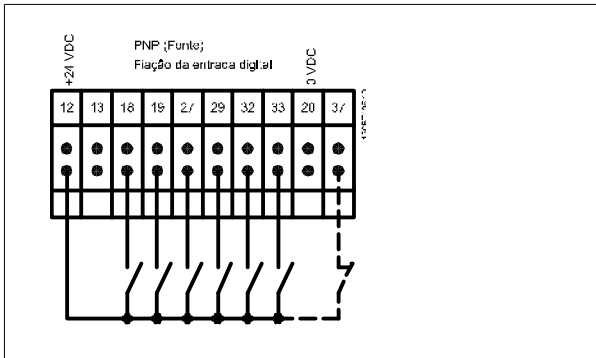 +24 VDC
PNP (Fonte)
Fiação da entrada digital
0 VDC
12 13 18 19 27 29 32 33 20 37